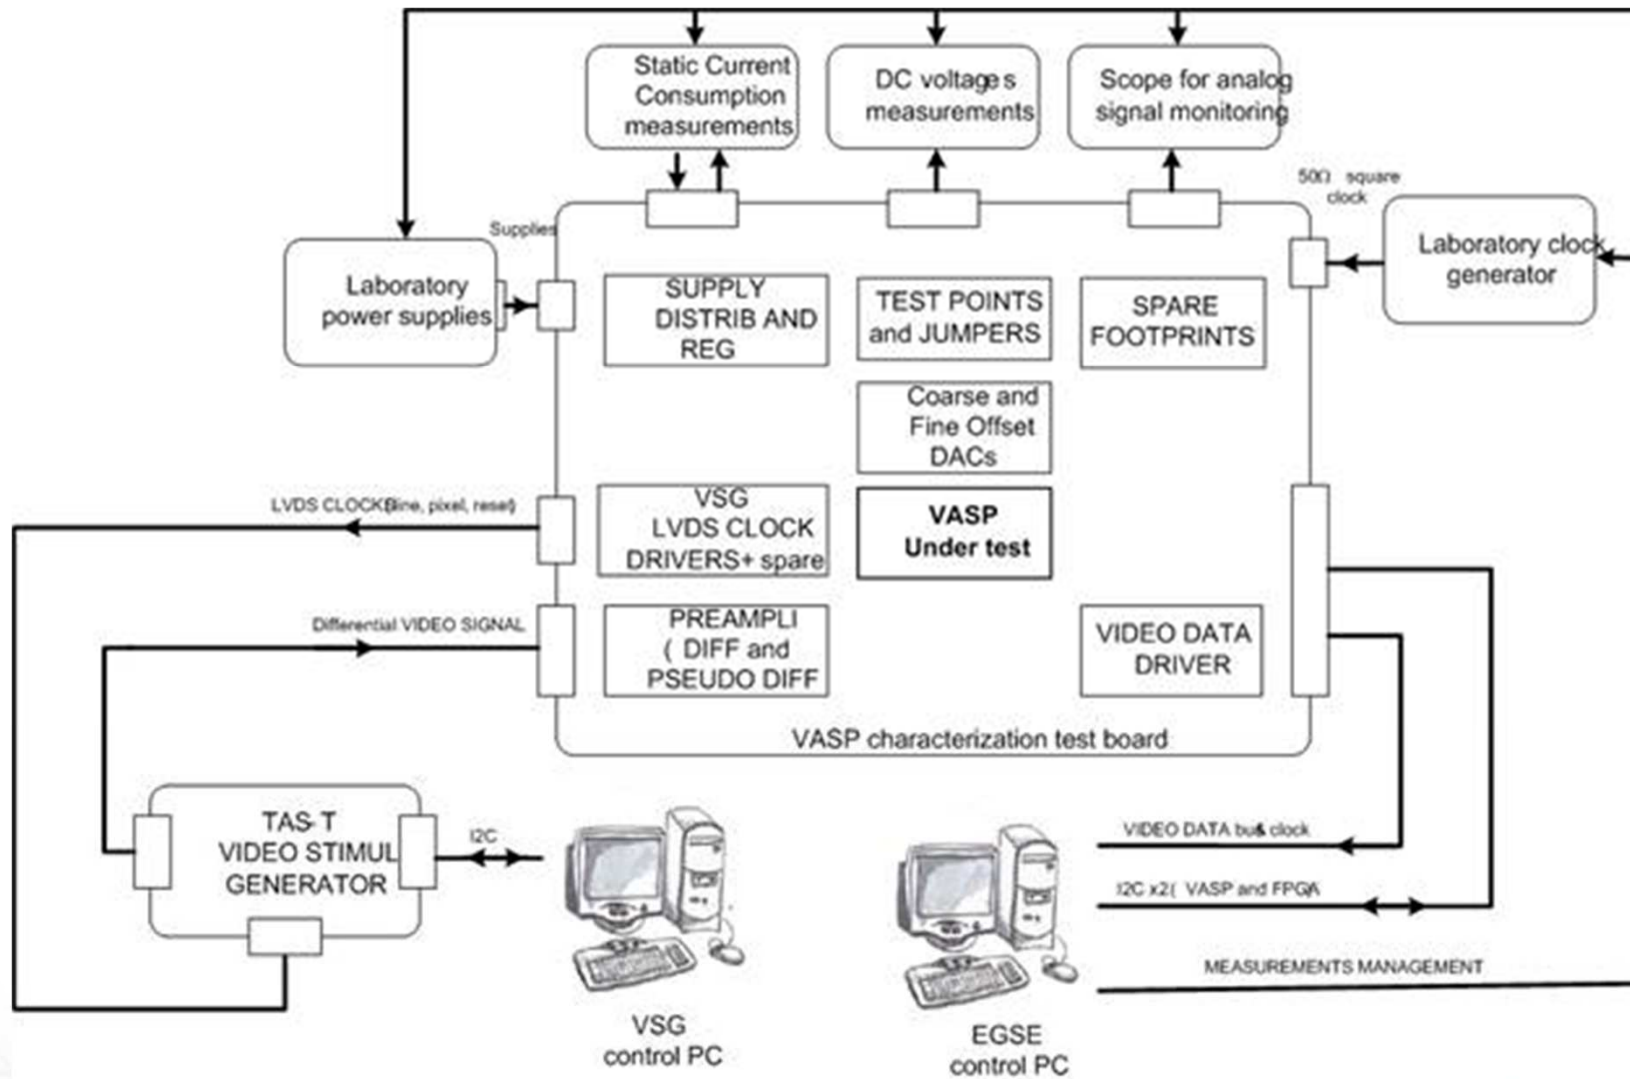 Static Current
Consumption
measurements
DC voltages
measurements
Scope for analog
signal monitoring
50Ω square
clock
Supplies
Laboratory
power supplies
Laboratory clock
generator
SUPPLY
DISTRIB AND
REG
TEST POINTS
and JUMPERS
SPARE
FOOTPRINTS
Coarse and
Fine Offset
DACs
LVDS CLOCKS(line, pixel, reset)
VSG
LVDS CLOCK
DRIVERS+ spare
VASP
Under test
Differential VIDEO SIGNAL
PREAMPLI
( DIFF and
PSEUDO DIFF
VIDEO DATA
DRIVER
VASP characterization test board
TAS-T
VIDEO STIMUL
GENERATOR
I2C
VIDEO DATA bus& clock
I2C x2( VASP and FPGA)
MEASUREMENTS MANAGEMENT
VSG
control PC
EGSE
control PC